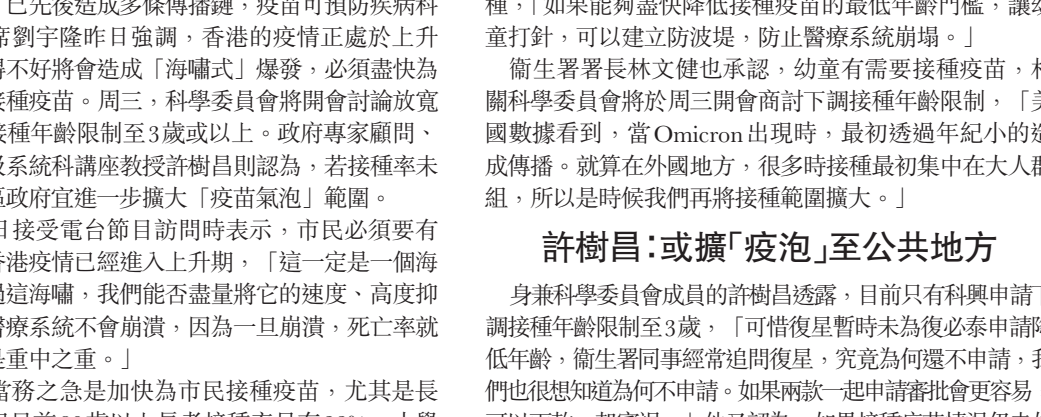 已先後造成多條傳播鏈，疫苗可預防疾病科
席劉宇隆昨日強調，香港的疫情正處於上升
得不好將會造成「海嘯式」爆發，必須盡快為
接種疫苗。周三，科學委員會將開會討論放寬
接種年齡限制至3歲或以上。政府專家顧問、
及系統科講座教授許樹昌則認為，若接種率未
區政府宜進一步擴大「疫苗氣泡」範圍。
日接受電台節目訪問時表示，市民必須要有
香港疫情已經進入上升期，「這一定是一個海
過這海嘯，我們能否盡量將它的速度、高度抑
醫療系統不會崩潰，因為一旦崩潰，死亡率就
是重中之重。」
當務之急是加快為市民接種疫苗，尤其是長
種，「如果能夠盡快降低接種疫苗的最低年齡門檻，讓幼
童打針，可以建立防波堤，防止醫療系統崩塌。」
衞生署署長林文健也承認，幼童有需要接種疫苗，相
關科學委員會將於周三開會商討下調接種年齡限制，「美
國數據看到，當Omicron出現時，最初透過年紀小的造
成傳播。就算在外國地方，很多時接種最初集中在大人群
組，所以是時候我們再將接種範圍擴大。」
許樹昌：或擴「疫泡」至公共地方
身兼科學委員會成員的許樹昌透露，目前只有科興申請下
調接種年齡限制至3歲，「可惜復星暫時未為復必泰申請降
低年齡，衞生署同事經常追問復星，究竟為何還不申請，我
們也很想知道為何不申請。如果兩款一起申請審批會更容易，